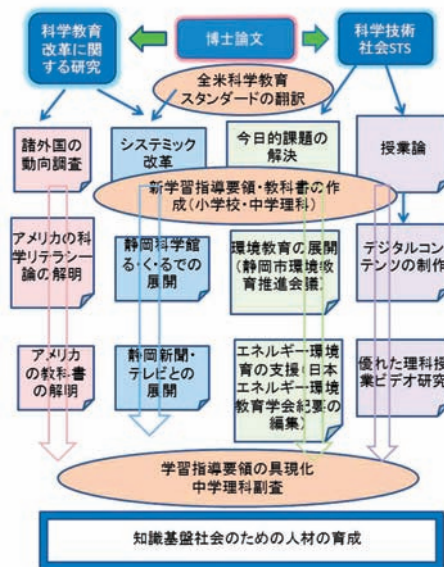 科学教育
改革に関
する研究
博士論文
科学技術
社会STS
全米科学教育
スタンダードの翻訳
諸外国の
動向調査
システミック
改革
今日的課題の
解決
授業論
新学習指導要領・教科書の作
成(小学校・中学理科)
アメリカの科
学リテラシー
論の解明
静岡科学館
る・く・るでの
展開
環境教育の展開
(静岡市環境教
育推進会議)
デジタルコン
テンツの制作
アメリカ
の教科書
の解明
静岡新聞・
テレビとの
展開
エネルギー環境
教育の支援(日本
エネルギー環境
教育学会紀要の
編集)
優れた理科授
業ビデオ研究
学習指導要領の具現化
中学理科副査
知識基盤社会のための人材の育成